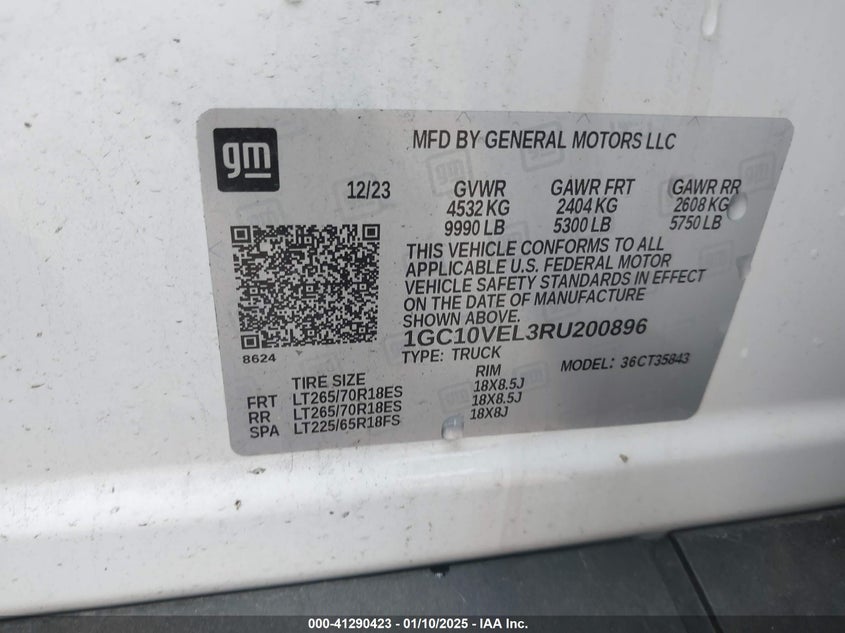 gm
MFD BY GENERAL MOTORS LLC
12/23 GVWR GAWR FRT GAWR RR
4532 KG 2404 KG 2608 KG
9990 LB 5300 LB 5750 LB
THIS VEHICLE CONFORMS TO ALL
APPLICABLE U.S. FEDERAL MOTOR
VEHICLE SAFETY STANDARDS IN EFFECT
ON THE DATE OF MANUFACTURE
SHOWN ABOVE.
1GC10VEL3RU200896
8624 TYPE: TRUCK MODEL: 36CT35843
TIRE SIZE RIM
FRT LT265/70R18ES 18X8.5J
RR LT265/70R18ES 18X8.5J
SPA LT225/65R18FS 18X8J
000-41290423 - 01/10/2025 - IAA Inc.